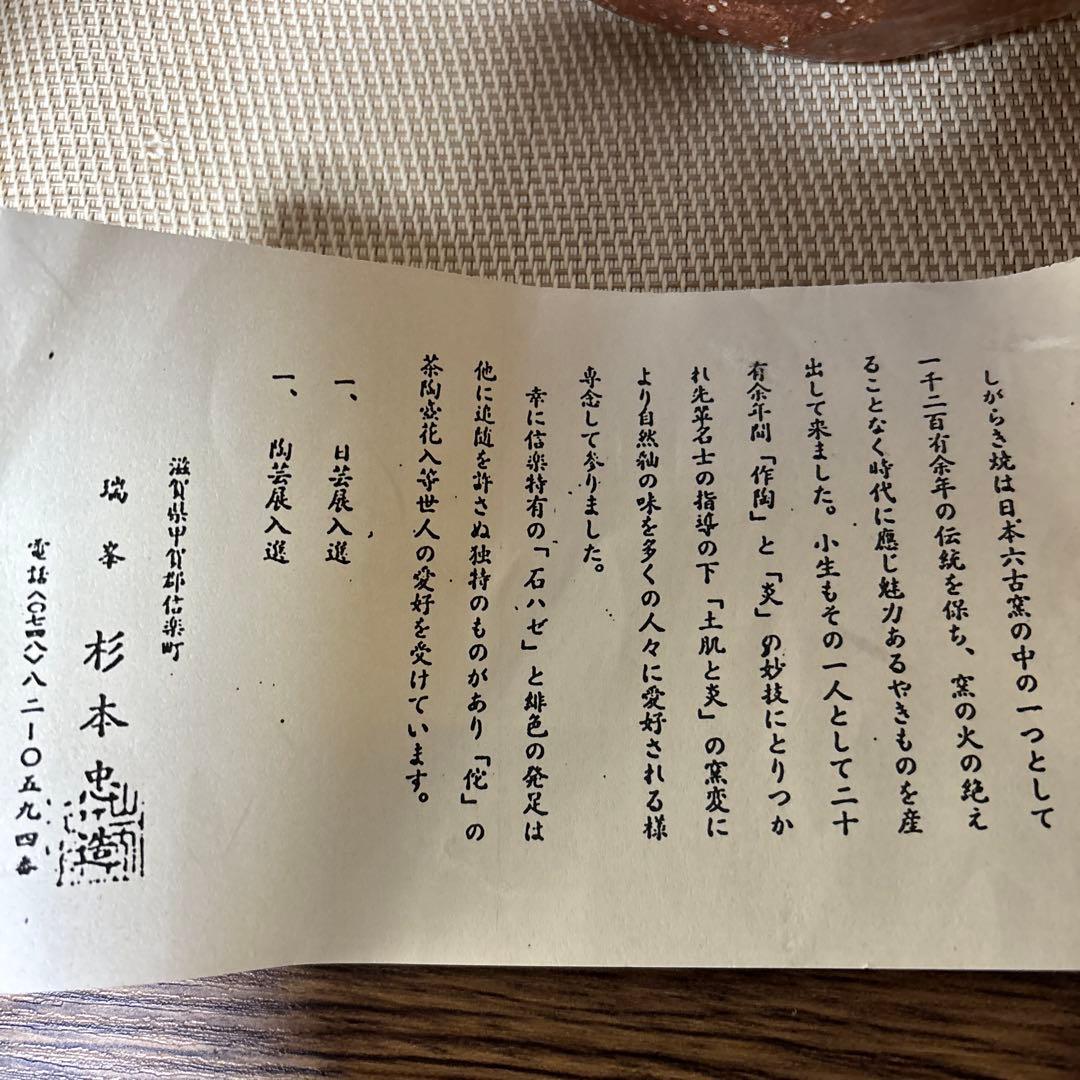 しがらき焼は日本六古窯の中の一つとして
一千二百有余年の伝統を保ち、窯の火の絶え
ることなく時代に應じ魅力あるやきものを産
出して来ました。小生もその一人として二十
有余年間「作陶」と「炎」の妙技にとりつか
れ先輩名士の指導の下「土肌と炎」の窯変に
より自然釉の味を多くの人々に愛好される様
専念して参りました。
幸に信楽特有の「石ハゼ」と緋色の発足は
他に追随を許さぬ独特のものがあり「佗」の
茶陶壺花入等世人の愛好を受けています。
一、日芸展入選
一、陶芸展入選
滋賀県甲賀郡信楽町
瑞峯 杉本忠造
電話〈〇七四八〉八二ー〇五九四番